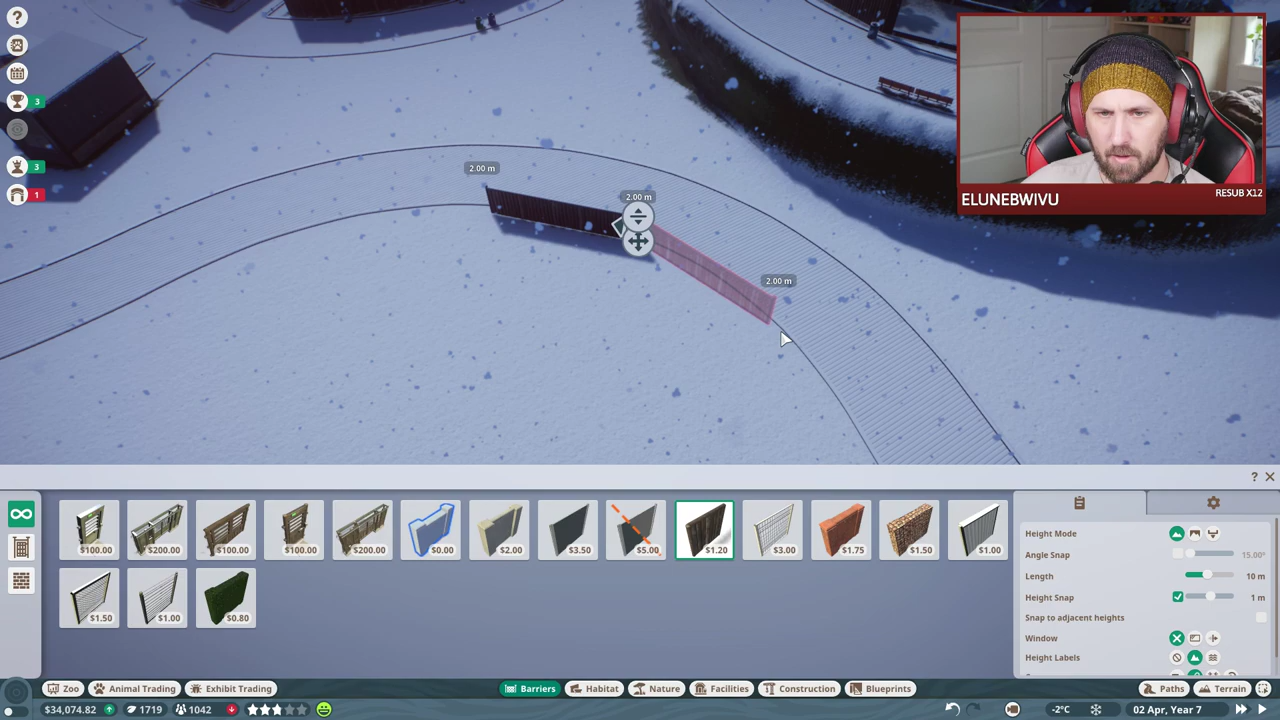 ?
3
3
1
2.00 m
2.00 m
2.00 m
ELUNEBWIVU
RESUB X12
?
$100.00
$200.00
$100.00
$100.00
$200.00
$0.00
$2.00
$3.50
$5.00
$1.20
$3.00
$1.75
$1.50
$1.00
$1.50
$1.00
$0.80
Height Mode
Angle Snap
15.00°
Length
10 m
Height Snap
1 m
Snap to adjacent heights
Window
Height Labels
Zoo
Animal Trading
Exhibit Trading
Barriers
Habitat
Nature
Facilities
Construction
Blueprints
Paths
Terrain
$34,074.82
1719
1042
-2°C
02 Apr, Year 7